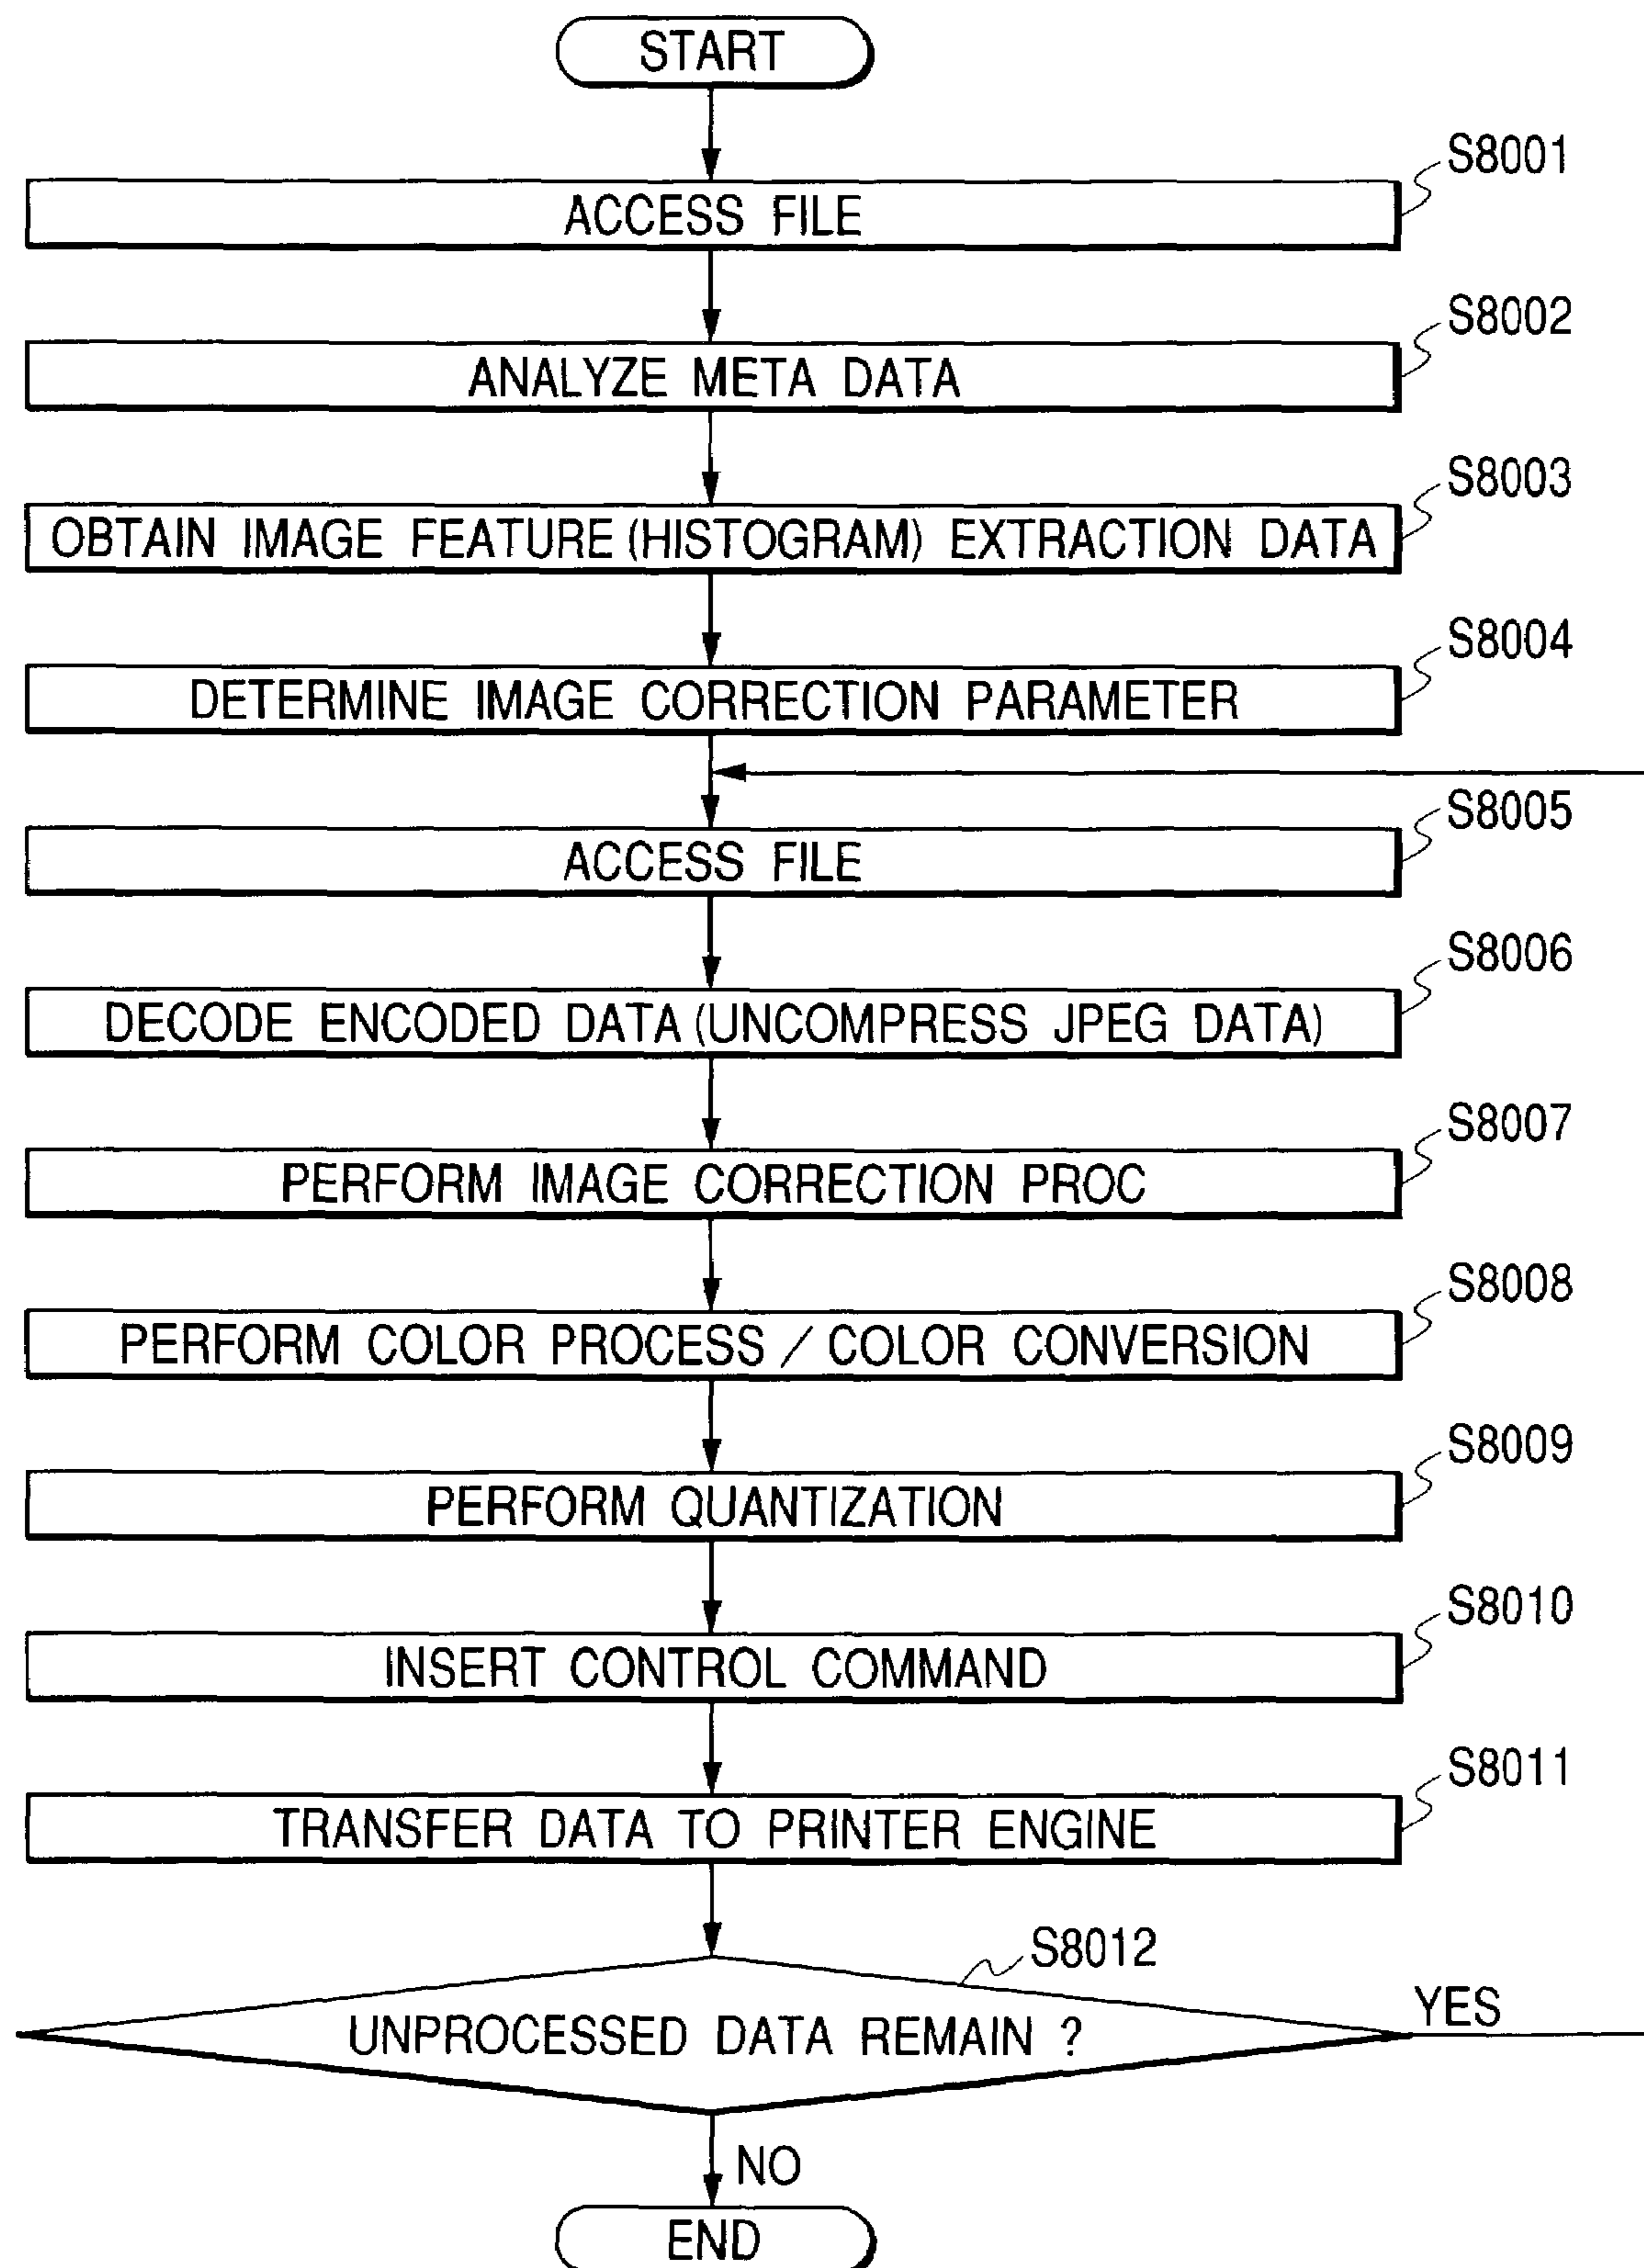 START
S8001
ACCESS FILE
S8002
ANALYZE META DATA
S8003
OBTAIN IMAGE FEATURE (HISTOGRAM) EXTRACTION DATA
S8004
DETERMINE IMAGE CORRECTION PARAMETER
S8005
ACCESS FILE
S8006
DECODE ENCODED DATA (UNCOMPRESS JPEG DATA)
S8007
PERFORM IMAGE CORRECTION PROC
S8008
PERFORM COLOR PROCESS / COLOR CONVERSION
S8009
PERFORM QUANTIZATION
S8010
INSERT CONTROL COMMAND
S8011
TRANSFER DATA TO PRINTER ENGINE
S8012
UNPROCESSED DATA REMAIN ?
YES
NO
END